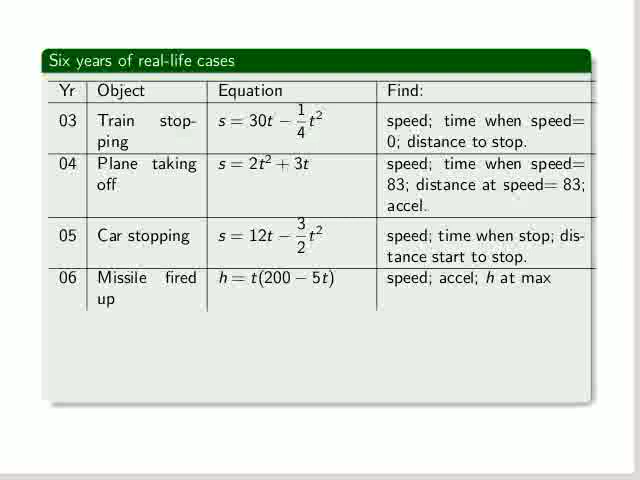 Six years of real-life cases
Yr Object Equation Find:
03 Train stop- s = 30t − 1/4 t² speed; time when speed=
ping 0; distance to stop.
04 Plane taking s = 2t² + 3t speed; time when speed=
off 83; distance at speed= 83;
accel.
05 Car stopping s = 12t − 3/2 t² speed; time when stop; dis-
tance start to stop.
06 Missile fired h = t(200 − 5t) speed; accel; h at max
up